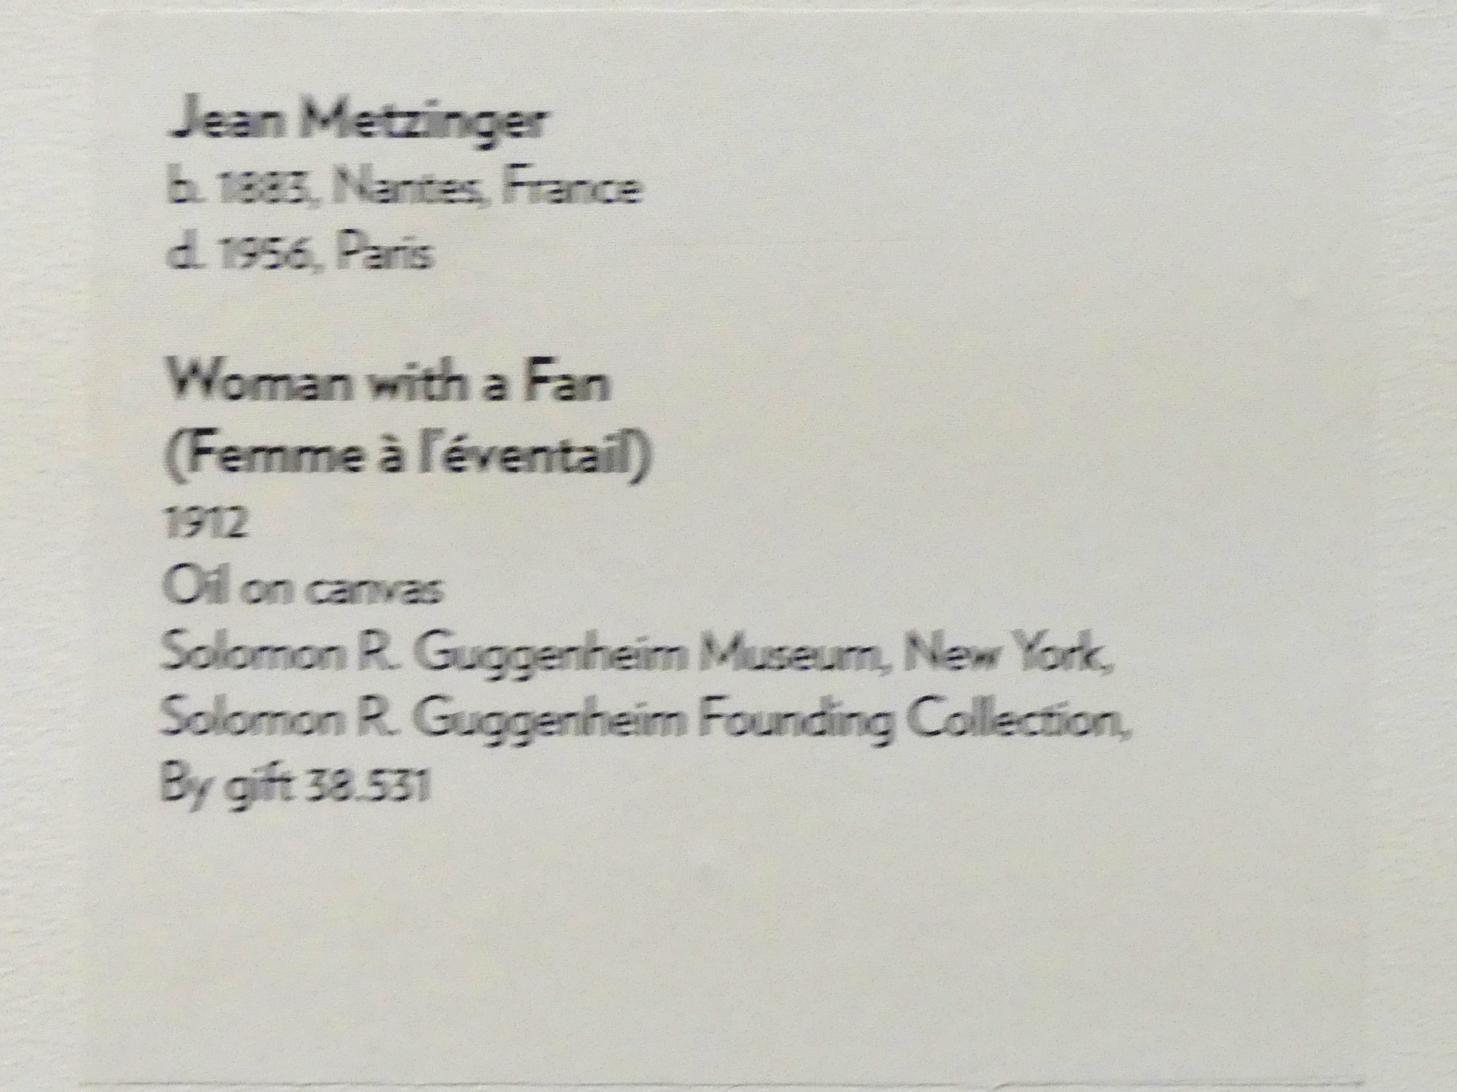 Jean Metzinger
b. 1883, Nantes, France
d. 1956, Paris
Woman with a Fan
(Femme à l'éventail)
1912
Oil on canvas
Solomon R. Guggenheim Museum, New York,
Solomon R. Guggenheim Founding Collection,
By gift 38.531